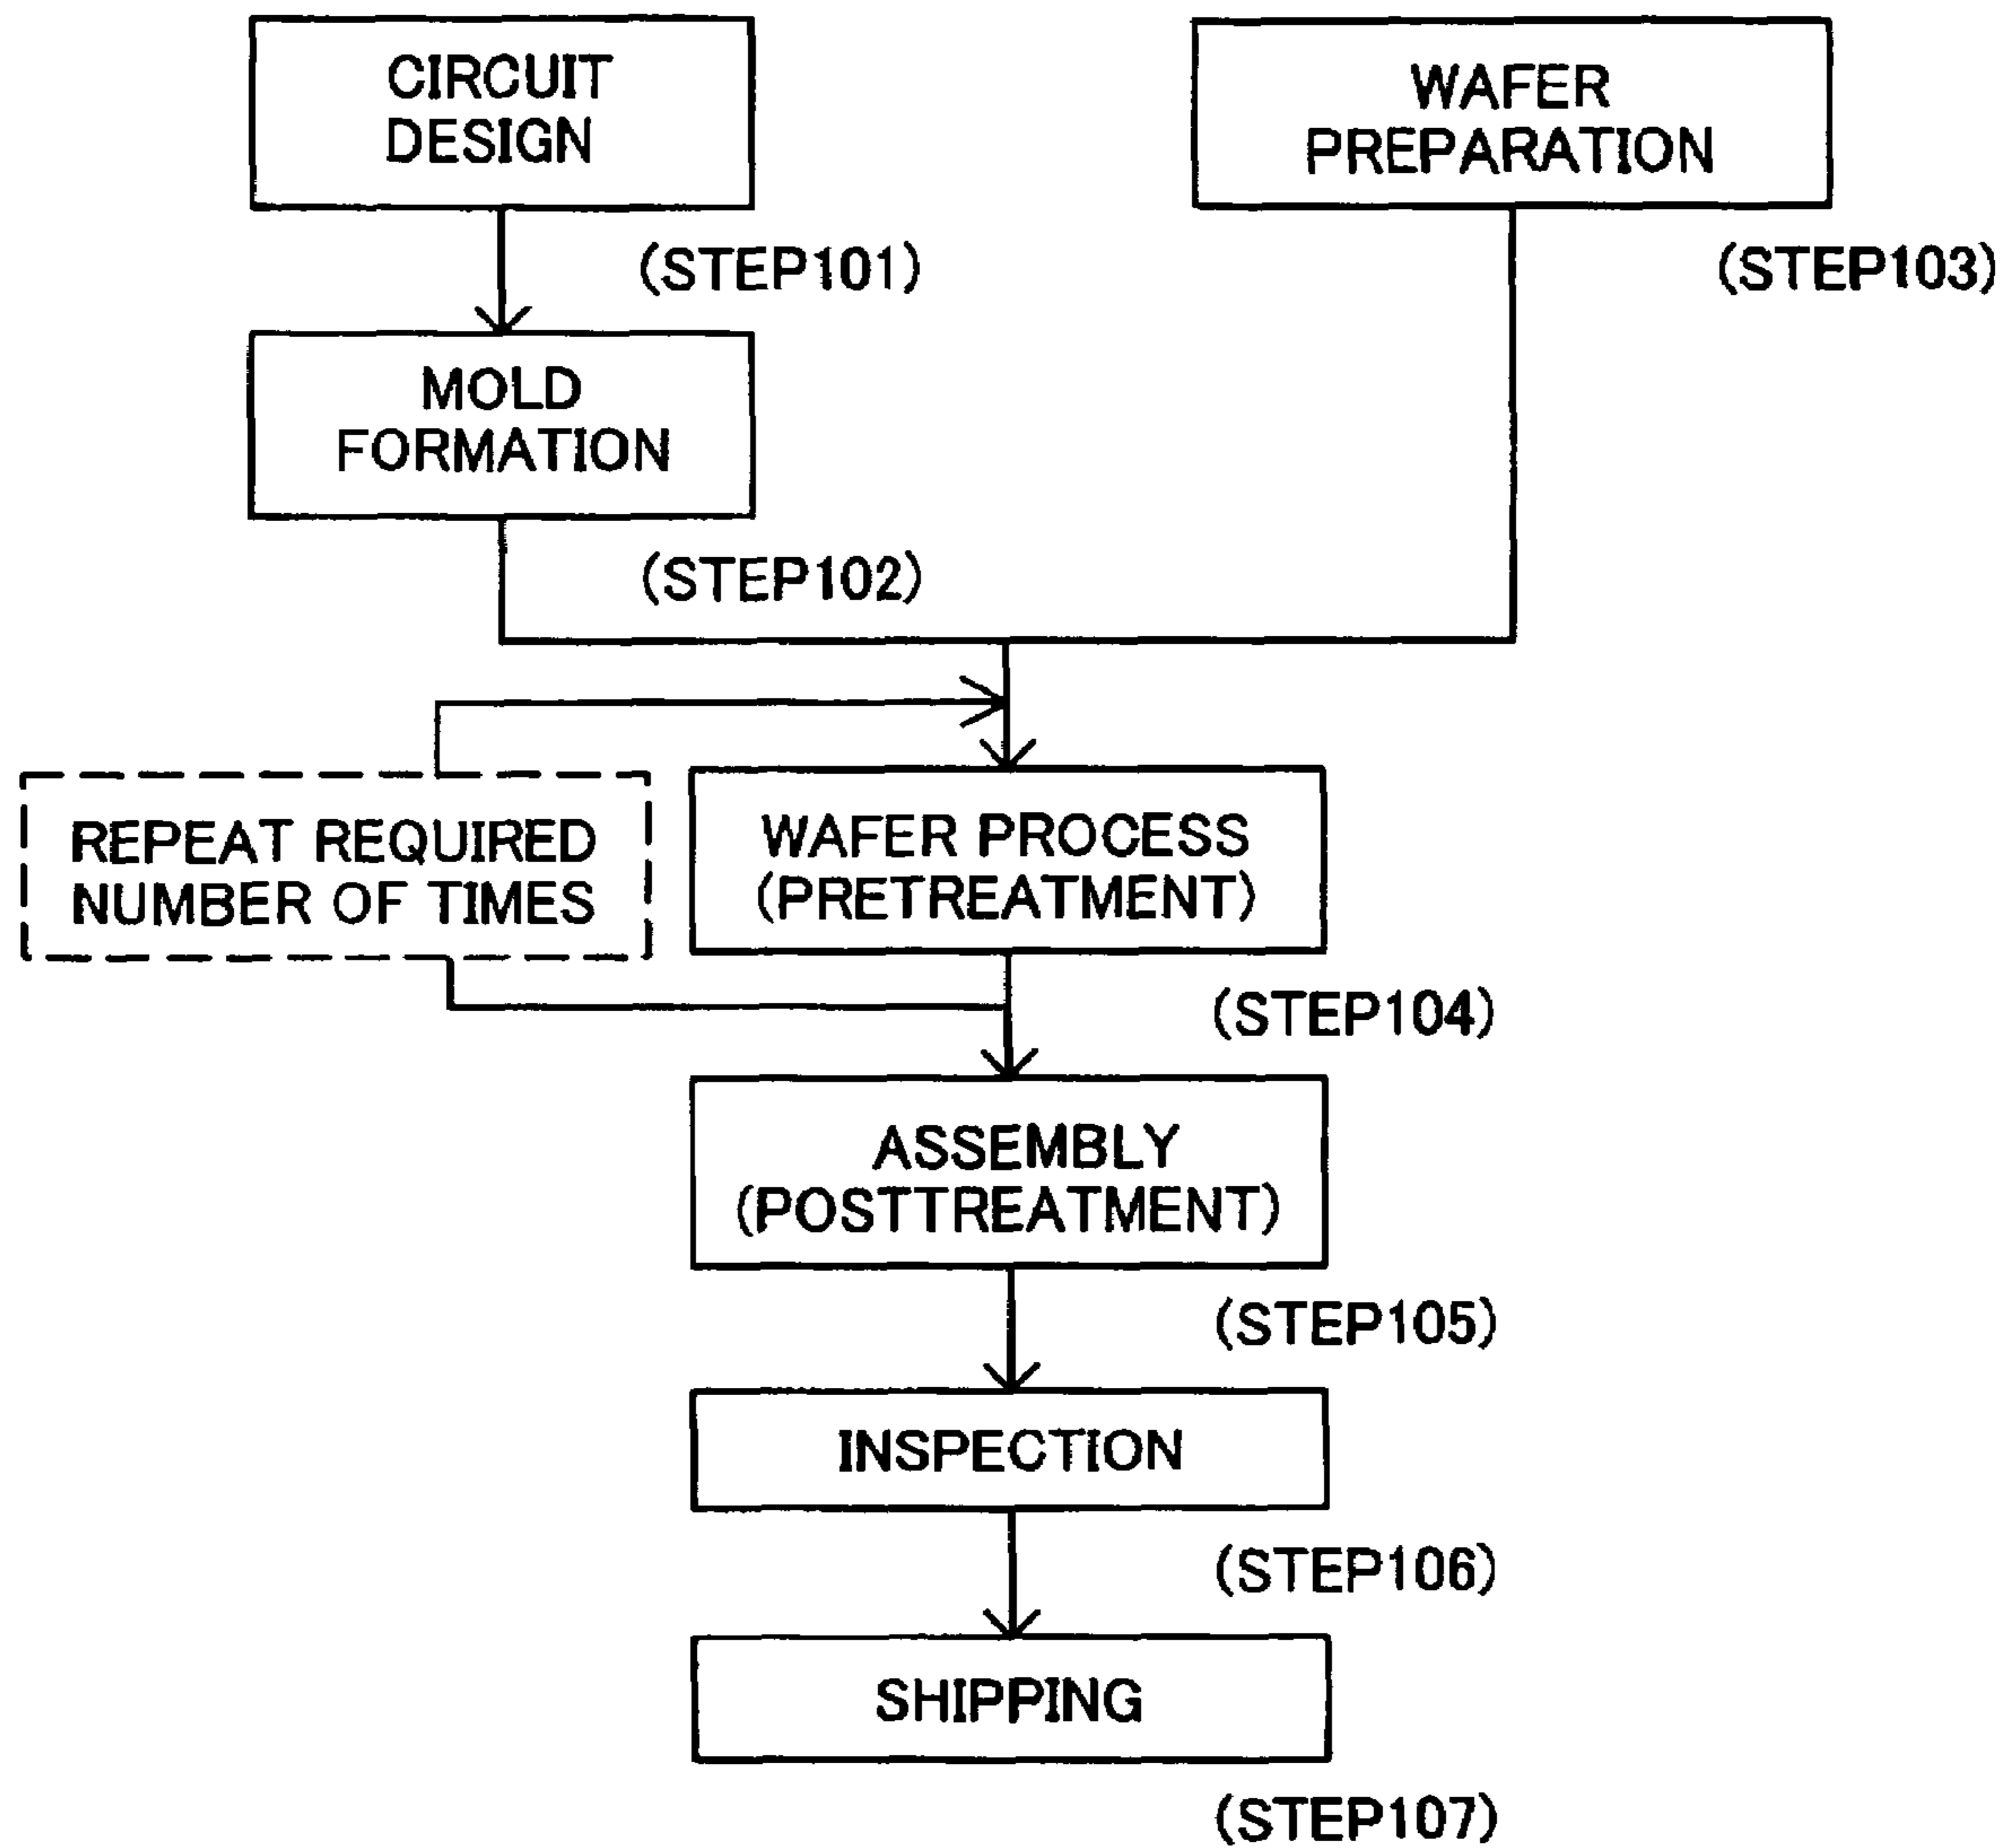 CIRCUIT
DESIGN
(STEP101)
WAFER
PREPARATION
(STEP103)
MOLD
FORMATION
(STEP102)
REPEAT REQUIRED
NUMBER OF TIMES
WAFER PROCESS
(PRETREATMENT)
(STEP104)
ASSEMBLY
(POSTTREATMENT)
(STEP105)
INSPECTION
(STEP106)
SHIPPING
(STEP107)